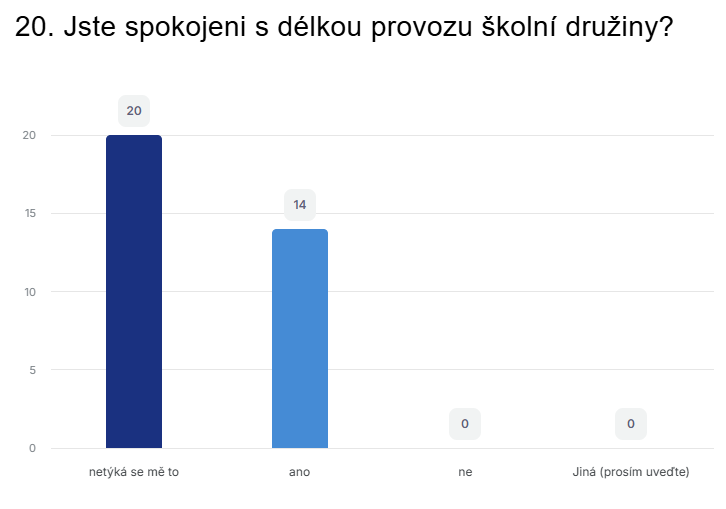 20. Jste spokojeni s délkou provozu školní družiny?
20
20
15
14
10
5
0
0
0
netýká se mě to
ano
ne
Jiná (prosím uveďte)